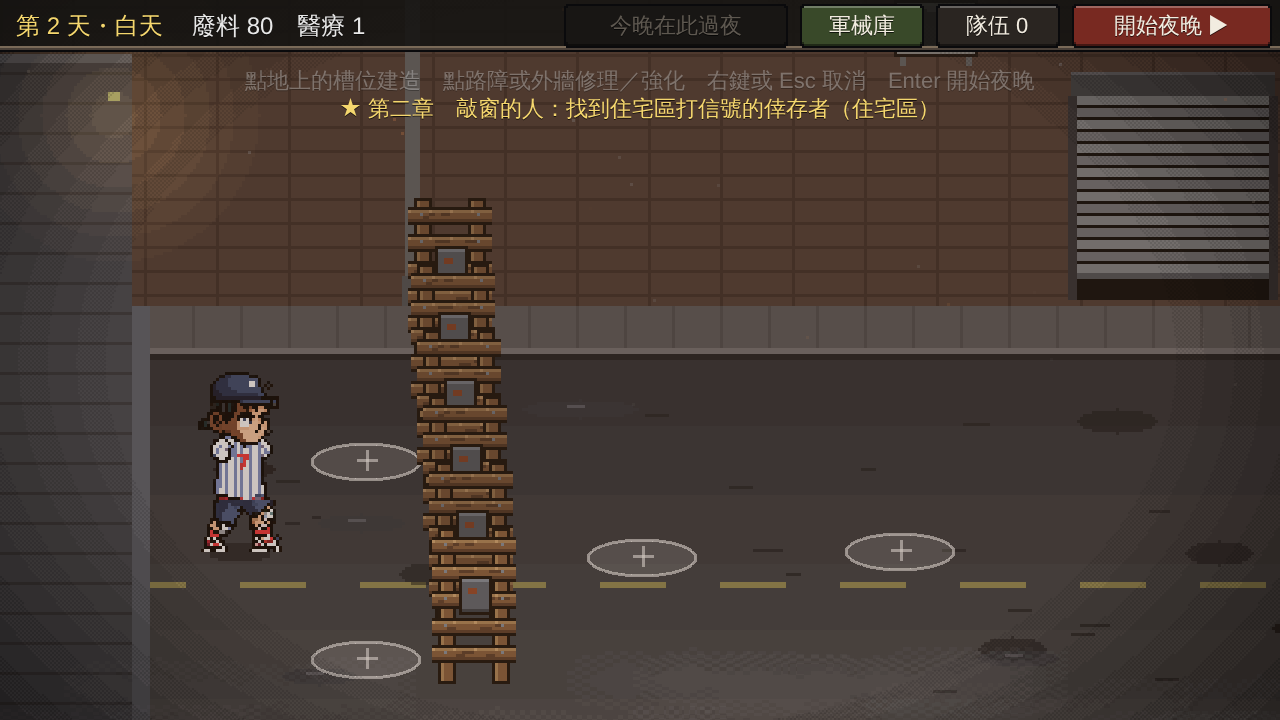 第 2 天・白天 廢料 80 醫療 1 今晚在此過夜 軍械庫 隊伍 0 開始夜晚 ▶
點地上的槽位建造 點路障或外牆修理／強化 右鍵或 Esc 取消 Enter 開始夜晚
★ 第二章 敲窗的人：找到住宅區打信號的倖存者（住宅區）